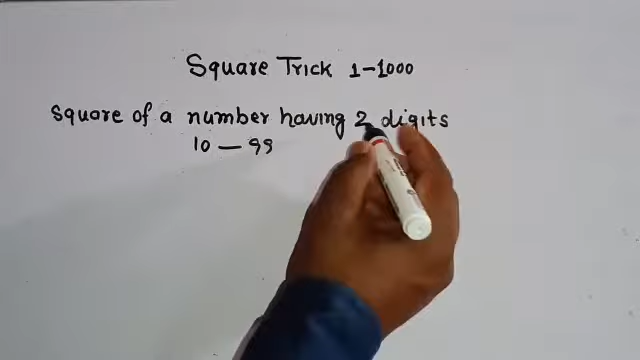 Square Trick 1-1000
Square of a number having 2 digits
10 — 99